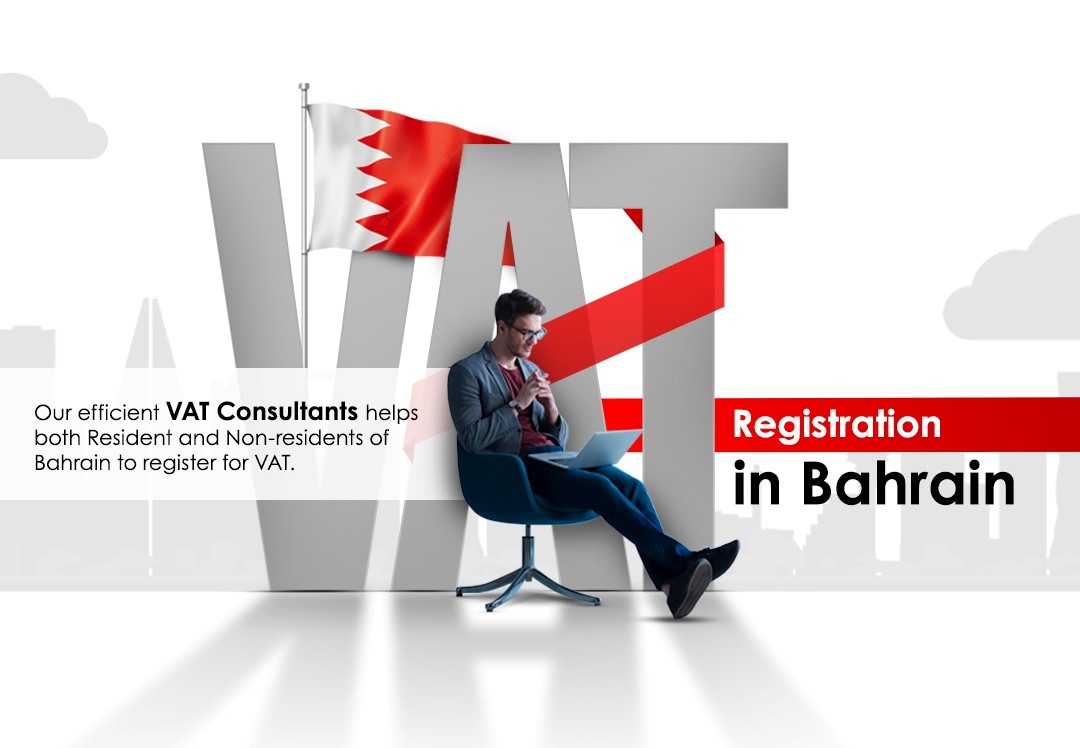 VAT
Our efficient VAT Consultants helps
both Resident and Non-residents of
Bahrain to register for VAT.
Registration
in Bahrain